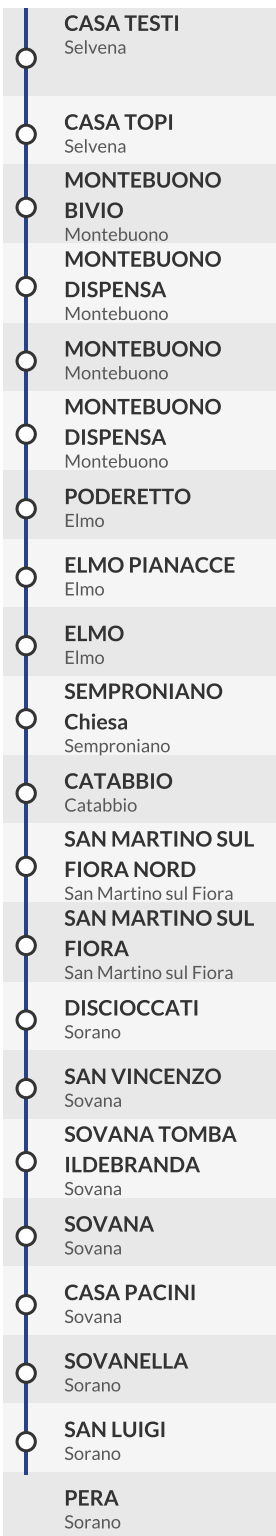 CASA TESTI
Selvena
CASA TOPI
Selvena
MONTEBUONO
BIVIO
Montebuono
MONTEBUONO
DISPENSA
Montebuono
MONTEBUONO
Montebuono
MONTEBUONO
DISPENSA
Montebuono
PODERETTO
Elmo
ELMO PIANACCE
Elmo
ELMO
Elmo
SEMPRONIANO
Chiesa
Semproniano
CATABBIO
Catabbio
SAN MARTINO SUL
FIORA NORD
San Martino sul Fiora
SAN MARTINO SUL
FIORA
San Martino sul Fiora
DISCIOCCATI
Sorano
SAN VINCENZO
Sovana
SOVANA TOMBA
ILDEBRANDA
Sovana
SOVANA
Sovana
CASA PACINI
Sovana
SOVANELLA
Sorano
SAN LUIGI
Sorano
PERA
Sorano